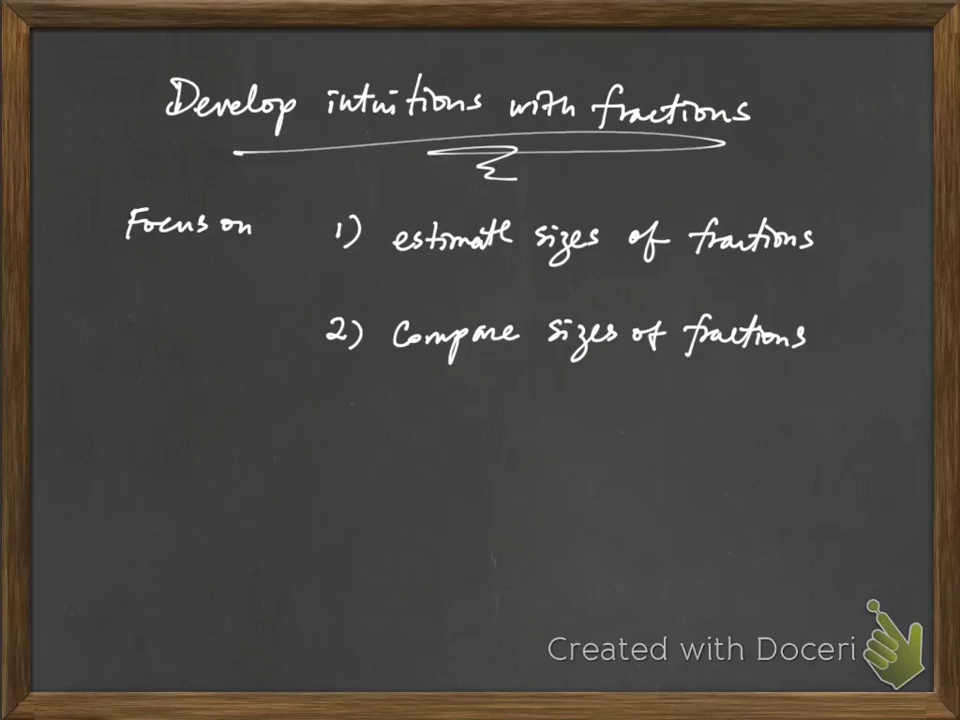 Develop intuitions with fractions
Focus on 1) estimate sizes of fractions
2) Compare sizes of fractions
Created with Doceri